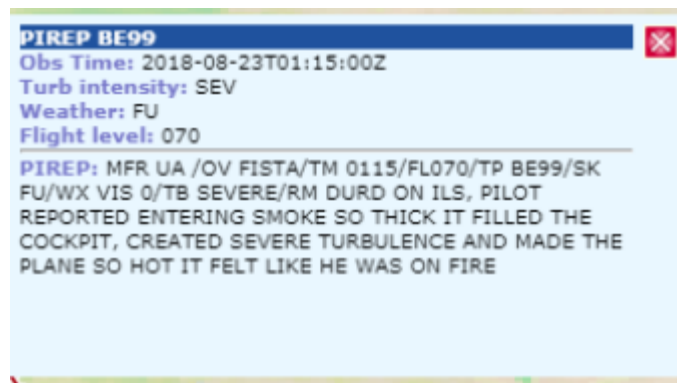 PIREP BE99
Obs Time: 2018-08-23T01:15:00Z
Turb intensity: SEV
Weather: FU
Flight level: 070
PIREP: MFR UA /OV FISTA/TM 0115/FL070/TP BE99/SK
FU/WX VIS 0/TB SEVERE/RM DURD ON ILS, PILOT
REPORTED ENTERING SMOKE SO THICK IT FILLED THE
COCKPIT, CREATED SEVERE TURBULENCE AND MADE THE
PLANE SO HOT IT FELT LIKE HE WAS ON FIRE